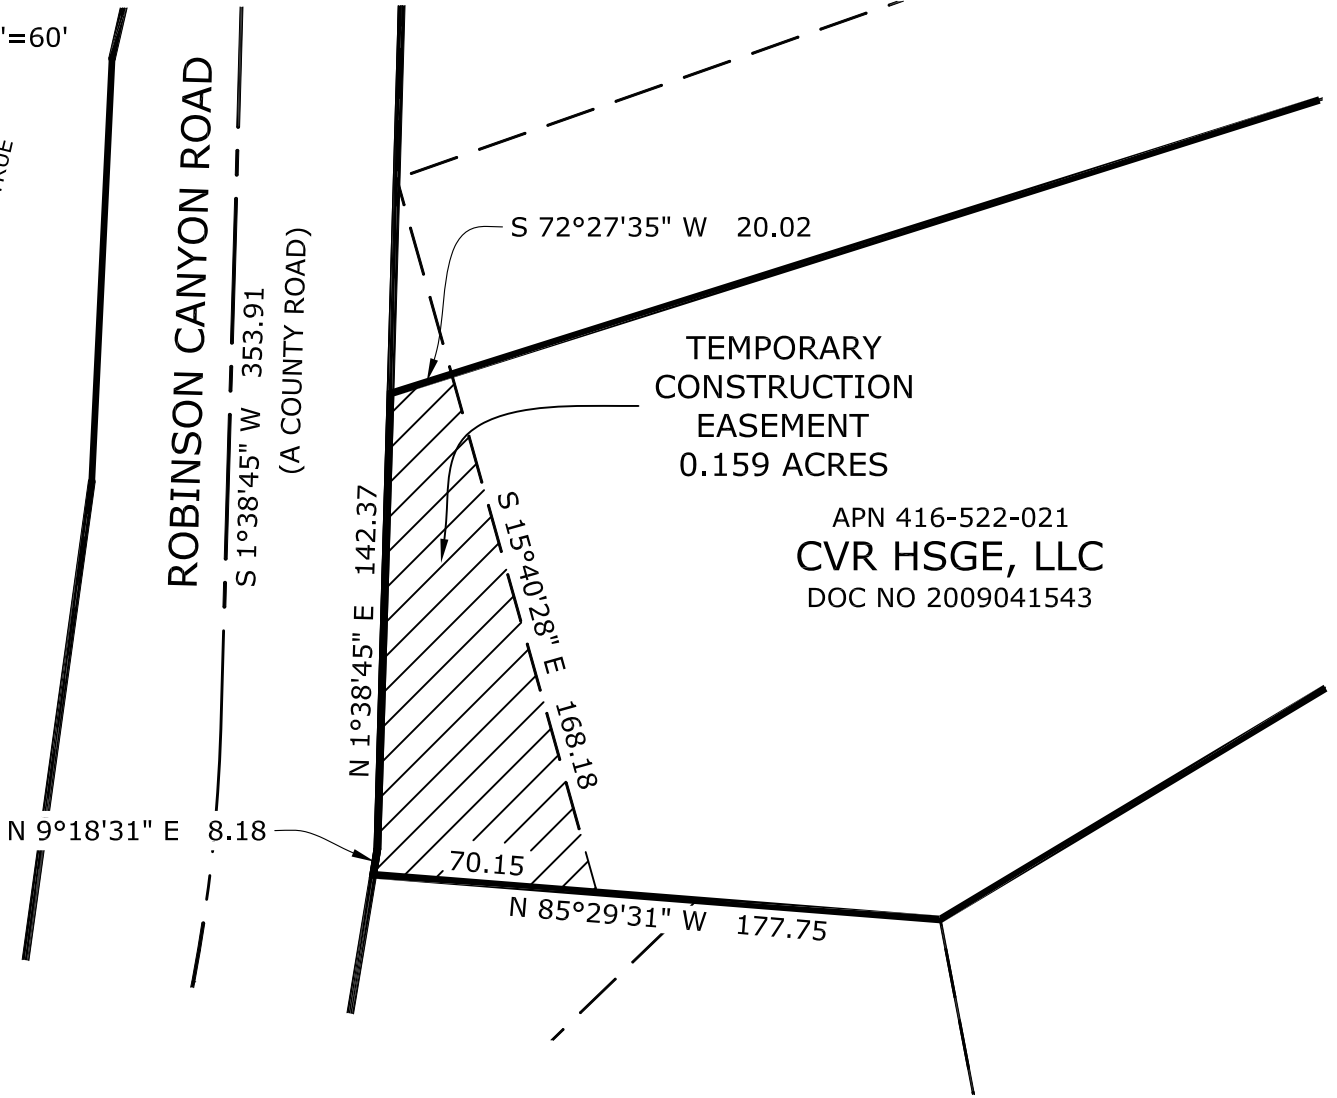 '=60'
TRUE
ROBINSON CANYON ROAD
S 1°38'45" W 353.91
(A COUNTY ROAD)
S 72°27'35" W 20.02
TEMPORARY
CONSTRUCTION
EASEMENT
0.159 ACRES
APN 416-522-021
CVR HSGE, LLC
DOC NO 2009041543
N 1°38'45" E 142.37
S 15°40'28" E 168.18
N 9°18'31" E 8.18
70.15
N 85°29'31" W 177.75